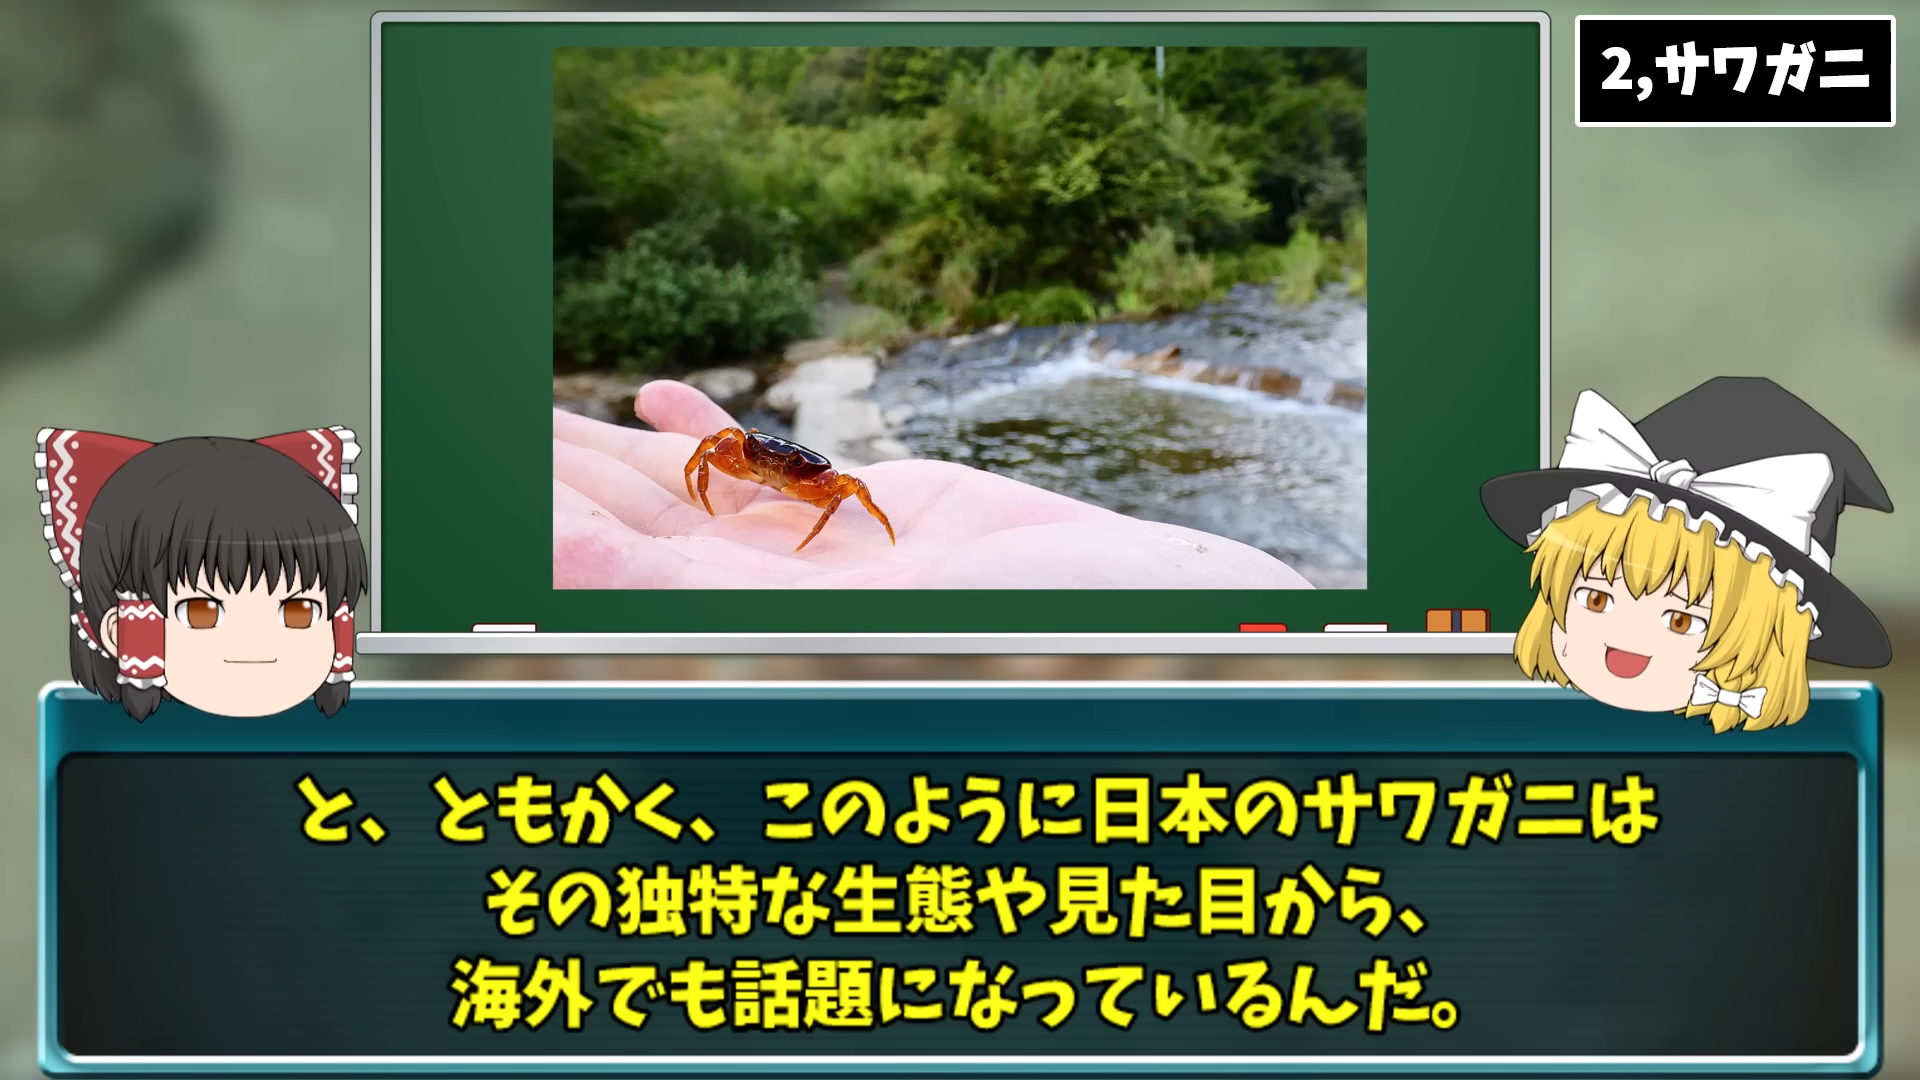 2,サワガニ
と、ともかく、このように日本のサワガニは
その独特な生態や見た目から、
海外でも話題になっているんだ。